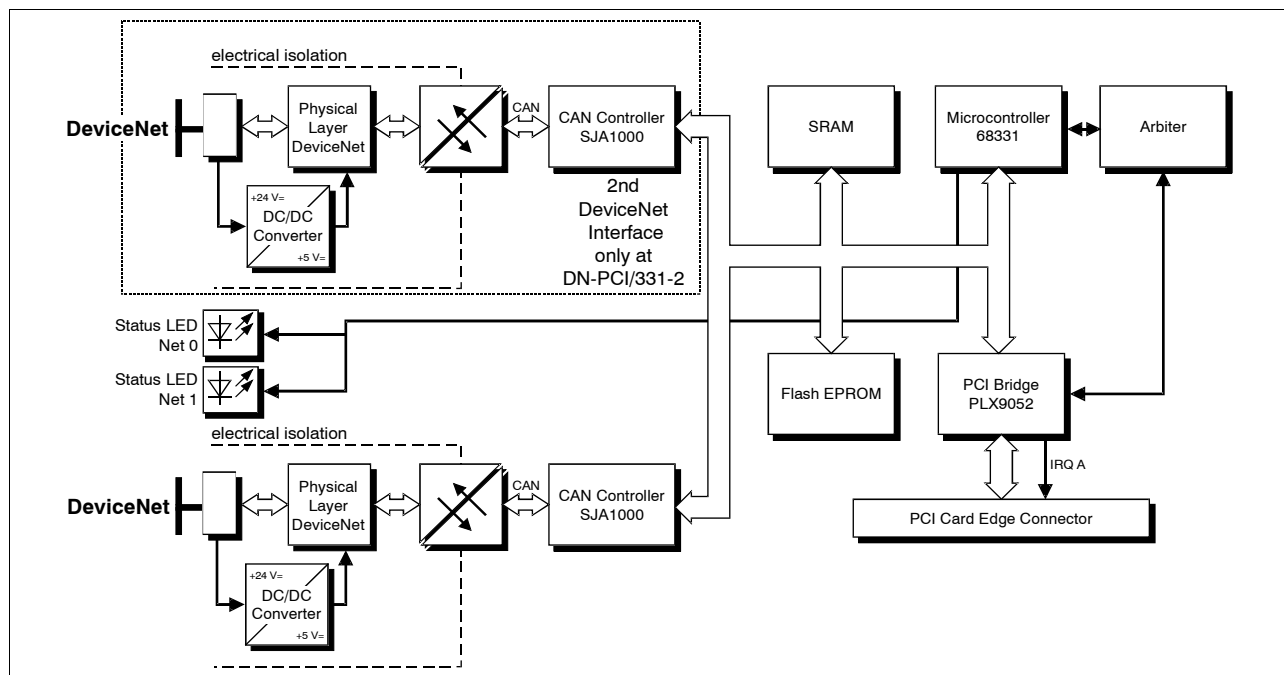 electrical isolation
DeviceNet
Physical
Layer
DeviceNet
CAN
CAN Controller
SJA1000
+24 V=
DC/DC
Converter
+5 V=
2nd
DeviceNet
Interface
only at
DN-PCI/331-2
SRAM
Microcontroller
68331
Arbiter
Status LED
Net 0
Status LED
Net 1
Flash EPROM
PCI Bridge
PLX9052
IRQ A
PCI Card Edge Connector
electrical isolation
DeviceNet
Physical
Layer
DeviceNet
CAN
CAN Controller
SJA1000
+24 V=
DC/DC
Converter
+5 V=